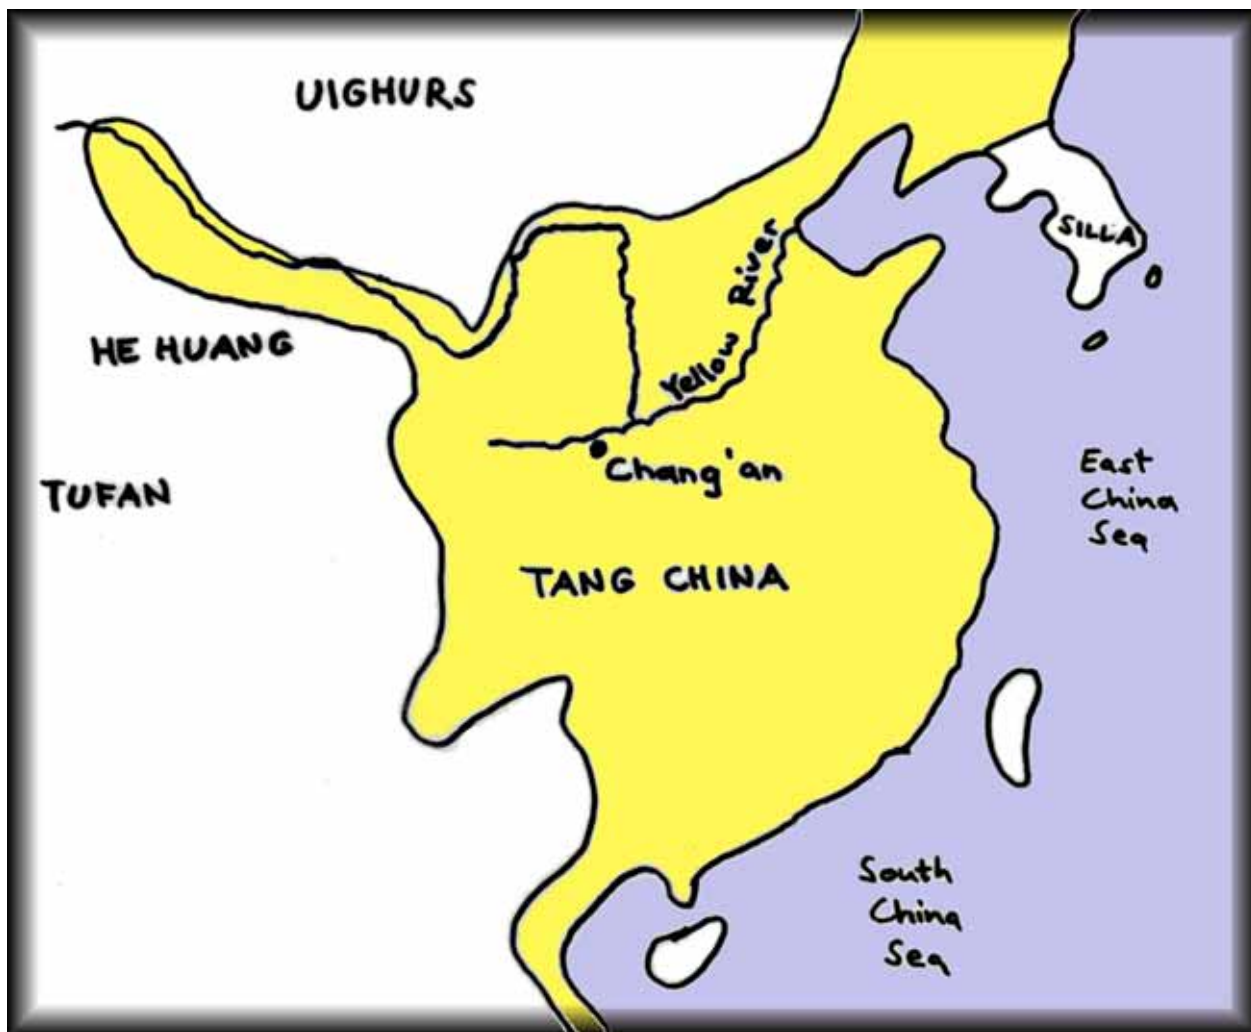 UIGHURS
SILLA
Yellow River
HE HUANG
Chang'an
TUFAN
East
China
Sea
TANG CHINA
South
China
Sea